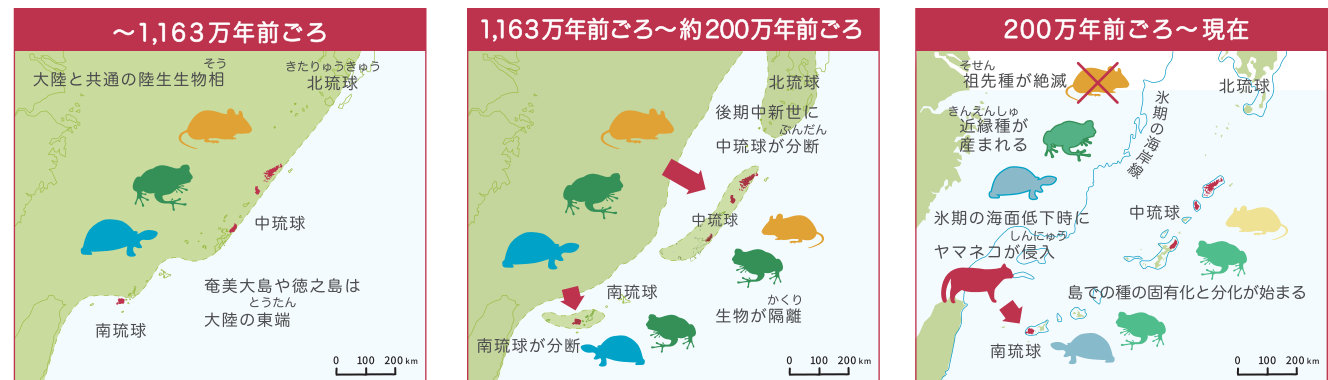 ～1,163万年前ごろ
そう
大陸と共通の陸生生物相
きたりゅうきゅう
北琉球
中琉球
奄美大島や徳之島は
とうたん
大陸の東端
南琉球
0 100 200 km
1,163万年前ごろ～約200万年前ごろ
北琉球
後期中新世に
ぶんだん
中琉球が分断
中琉球
南琉球
かくり
生物が隔離
南琉球が分断
0 100 200 km
200万年前ごろ～現在
そせん
祖先種が絶滅
北琉球
きんえんしゅ
近縁種が
産まれる
氷期の海岸線
中琉球
氷期の海面低下時に
しんにゅう
ヤマネコが侵入
島での種の固有化と分化が始まる
南琉球
0 100 200 km